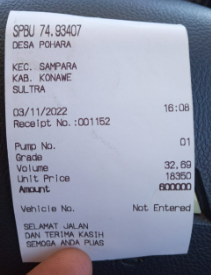 SPBU 74.93407
DESA POHARA
KEC. SAMPARA
KAB. KONAWE
SULTRA
03/11/2022 16:08
Receipt No.:001152
Pump No. 01
Grade
Volume 32,69
Unit Price 18350
Amount 600000
Vehicle No. Not Entered
SELAMAT JALAN
DAN TERIMA KASIH
SEMOGA ANDA PUAS